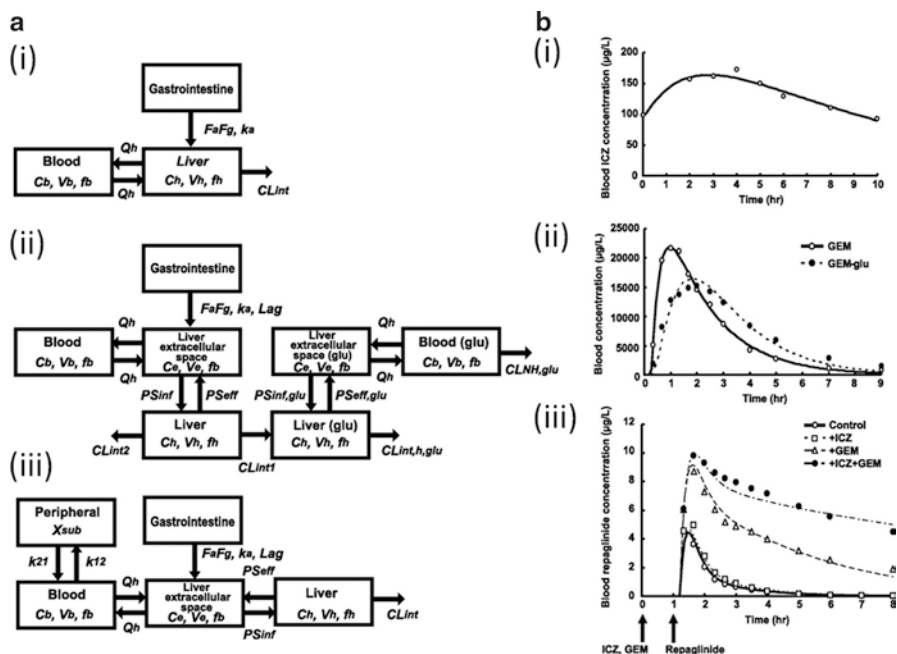 a
(i)
Gastrointestine
FaFg, ka
Blood
Cb, Vb, fb
Qh
Qh
Liver
Ch, Vh, fh
CLint
(ii)
Gastrointestine
FaFg, ka, Lag
Blood
Cb, Vb, fb
Qh
Qh
Liver
extracellular
space
Ce, Ve, fb
Liver
extracellular
space (glu)
Ce, Ve, fb
Qh
Qh
Blood (glu)
Cb, Vb, fb
CLNH,glu
PSinf
PSeff
PSinf,glu
PSeff,glu
CLint2
Liver
Ch, Vh, fh
CLint1
Liver (glu)
Ch, Vh, fh
CLint,h,glu
(iii)
Peripheral
Xsub
Gastrointestine
k21
k12
FaFg, ka, Lag
Blood
Cb, Vb, fb
Qh
Qh
Liver
extracellular
space
Ce, Ve, fb
PSeff
PSinf
Liver
Ch, Vh, fh
CLint
b
(i)
Blood ICZ concentrration (µg/L)
200
150
100
50
0
0 1 2 3 4 5 6 7 8 9 10
Time (hr)
(ii)
Blood concentrration (µg/L)
25000
20000
15000
10000
5000
0
GEM
GEM-glu
0 1 2 3 4 5 6 7 8 9
Time (hr)
(iii)
Blood repaglinide concentrration (µg/L)
12
10
8
6
4
2
0
Control
+ICZ
+GEM
+ICZ+GEM
0 1 2 3 4 5 6 7 8
Time (hr)
ICZ, GEM
Repaglinide